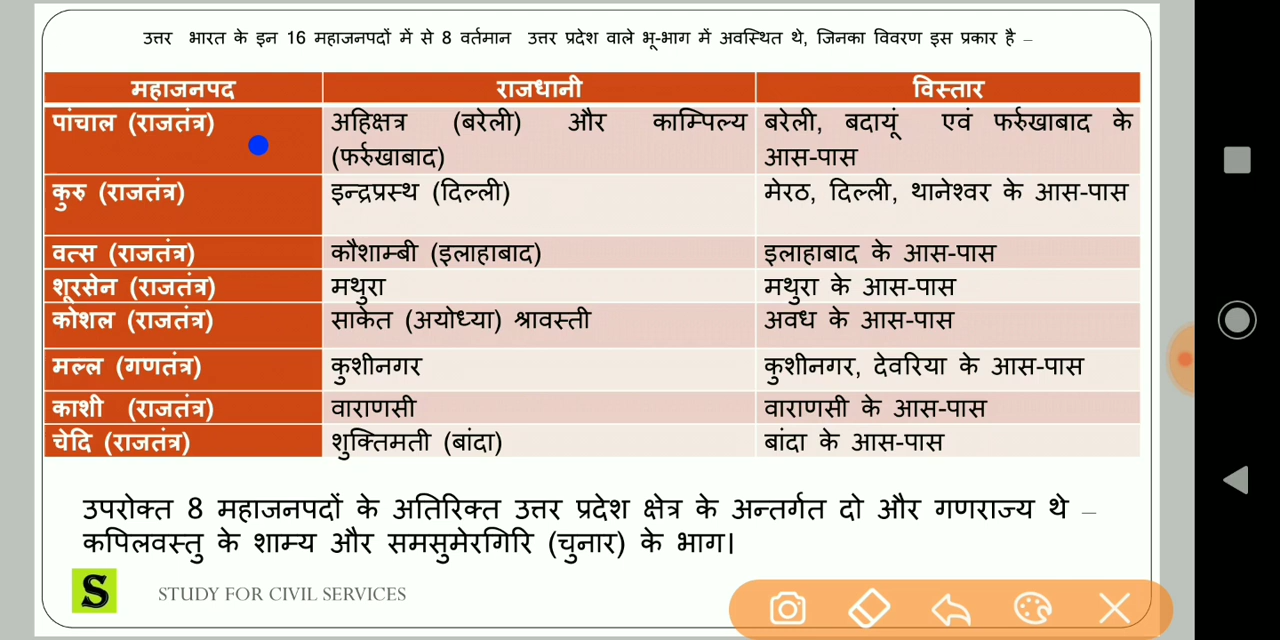 उत्तर भारत के इन 16 महाजनपदों में से 8 वर्तमान उत्तर प्रदेश वाले भू-भाग में अवस्थित थे, जिनका विवरण इस प्रकार है –
महाजनपद राजधानी विस्तार
पांचाल (राजतंत्र) अहिक्षत्र (बरेली) और काम्पिल्य बरेली, बदायूं एवं फर्रुखाबाद के
(फर्रुखाबाद) आस-पास
कुरु (राजतंत्र) इन्द्रप्रस्थ (दिल्ली) मेरठ, दिल्ली, थानेश्वर के आस-पास
वत्स (राजतंत्र) कौशाम्बी (इलाहाबाद) इलाहाबाद के आस-पास
शूरसेन (राजतंत्र) मथुरा मथुरा के आस-पास
कोशल (राजतंत्र) साकेत (अयोध्या) श्रावस्ती अवध के आस-पास
मल्ल (गणतंत्र) कुशीनगर कुशीनगर, देवरिया के आस-पास
काशी (राजतंत्र) वाराणसी वाराणसी के आस-पास
चेदि (राजतंत्र) शुक्तिमती (बांदा) बांदा के आस-पास
उपरोक्त 8 महाजनपदों के अतिरिक्त उत्तर प्रदेश क्षेत्र के अन्तर्गत दो और गणराज्य थे –
कपिलवस्तु के शाम्य और समसुमेरगिरि (चुनार) के भाग।
S STUDY FOR CIVIL SERVICES